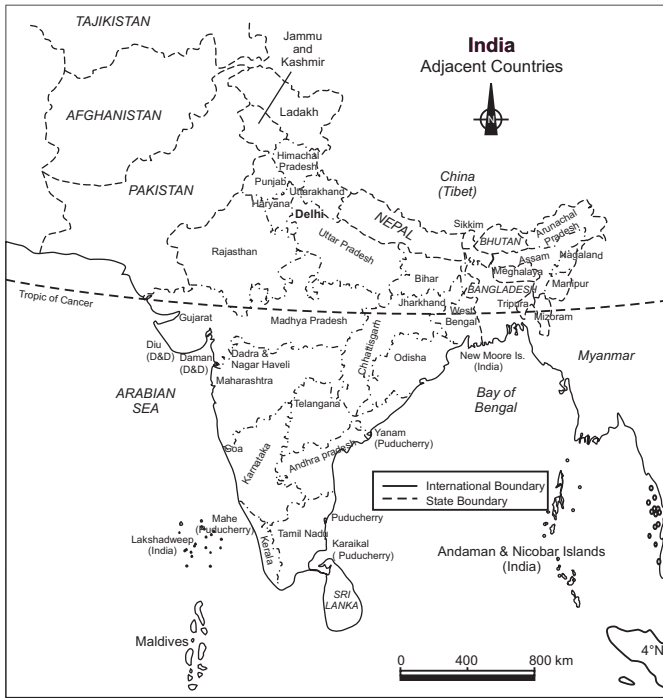 TAJIKISTAN
India
Adjacent Countries
N
Jammu
and
Kashmir
Ladakh
AFGHANISTAN
Himachal
Pradesh
PAKISTAN
Punjab
Uttarakhand
Haryana
Delhi
China
(Tibet)
NEPAL
Sikkim
BHUTAN
Arunachal
Pradesh
Rajasthan
Uttar Pradesh
Assam
Nagaland
Meghalaya
Bihar
BANGLADESH
Manipur
Tropic of Cancer
Jharkhand
West
Bengal
Tripora
Mizoram
Gujarat
Madhya Pradesh
Chhattisgarh
Diu
(D&D)
Daman
(D&D)
Dadra &
Nagar Haveli
Odisha
New Moore Is.
(India)
Myanmar
Maharashtra
ARABIAN
SEA
Bay of
Bengal
Telangana
Yanam
(Puducherry)
Goa
Karnataka
Andhra pradesh
International Boundary
State Boundary
Mahe
(Puducherry)
Puducherry
Lakshadweep
(India)
Kerala
Tamil Nadu
Karaikal
( Puducherry)
Andaman & Nicobar Islands
(India)
SRI
LANKA
Maldives
4°N
0 400 800 km